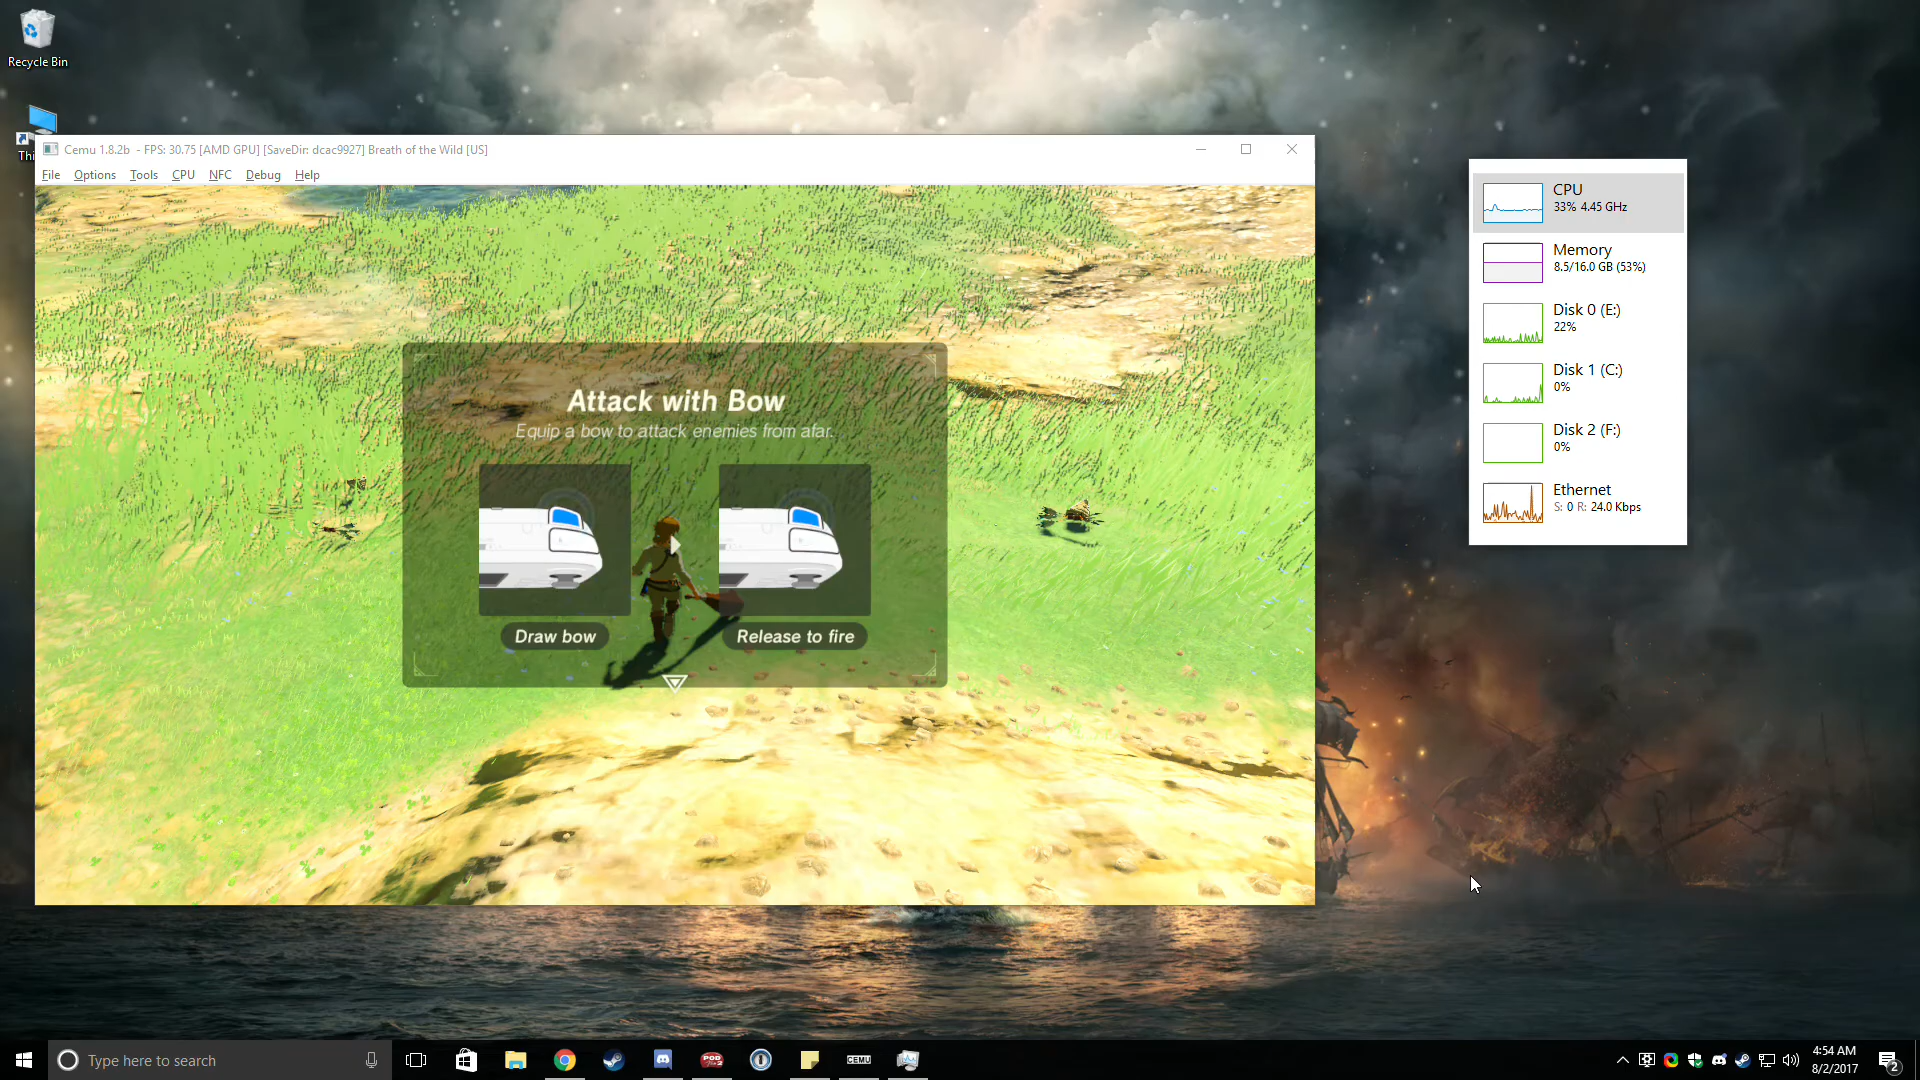 Recycle Bin
Thi
Cemu 1.8.2b - FPS: 30.75 [AMD GPU] [SaveDir: dcac9927] Breath of the Wild [US]
File Options Tools CPU NFC Debug Help
Attack with Bow
Equip a bow to attack enemies from afar.
Draw bow
Release to fire
CPU
33% 4.45 GHz
Memory
8.5/16.0 GB (53%)
Disk 0 (E:)
22%
Disk 1 (C:)
0%
Disk 2 (F:)
0%
Ethernet
S: 0 R: 24.0 Kbps
Type here to search
POD
CEMU
4:54 AM
8/2/2017
2